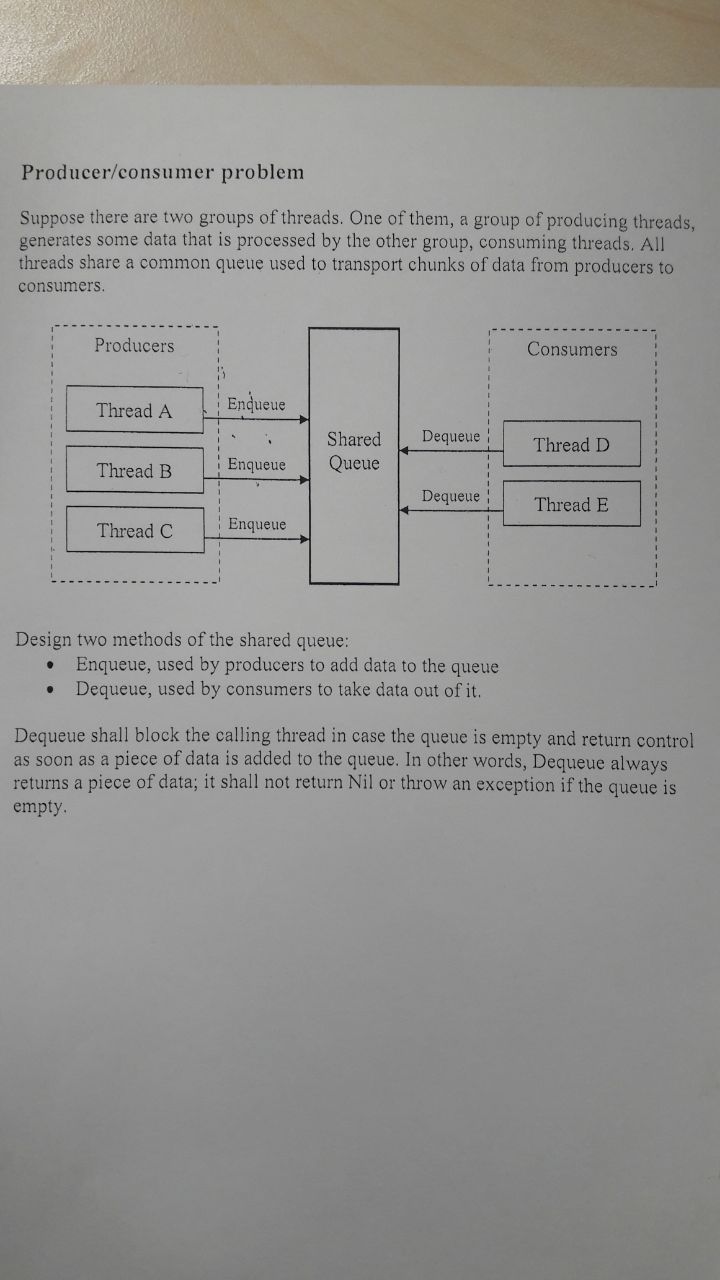 Producer/consumer problem
Suppose there are two groups of threads. One of them, a group of producing threads,
generates some data that is processed by the other group, consuming threads. All
threads share a common queue used to transport chunks of data from producers to
consumers.
Producers
Consumers
Thread A
Enqueue
Thread B
Enqueue
Thread C
Enqueue
Shared
Queue
Dequeue
Thread D
Dequeue
Thread E
Design two methods of the shared queue:
• Enqueue, used by producers to add data to the queue
• Dequeue, used by consumers to take data out of it.
Dequeue shall block the calling thread in case the queue is empty and return control
as soon as a piece of data is added to the queue. In other words, Dequeue always
returns a piece of data; it shall not return Nil or throw an exception if the queue is
empty.